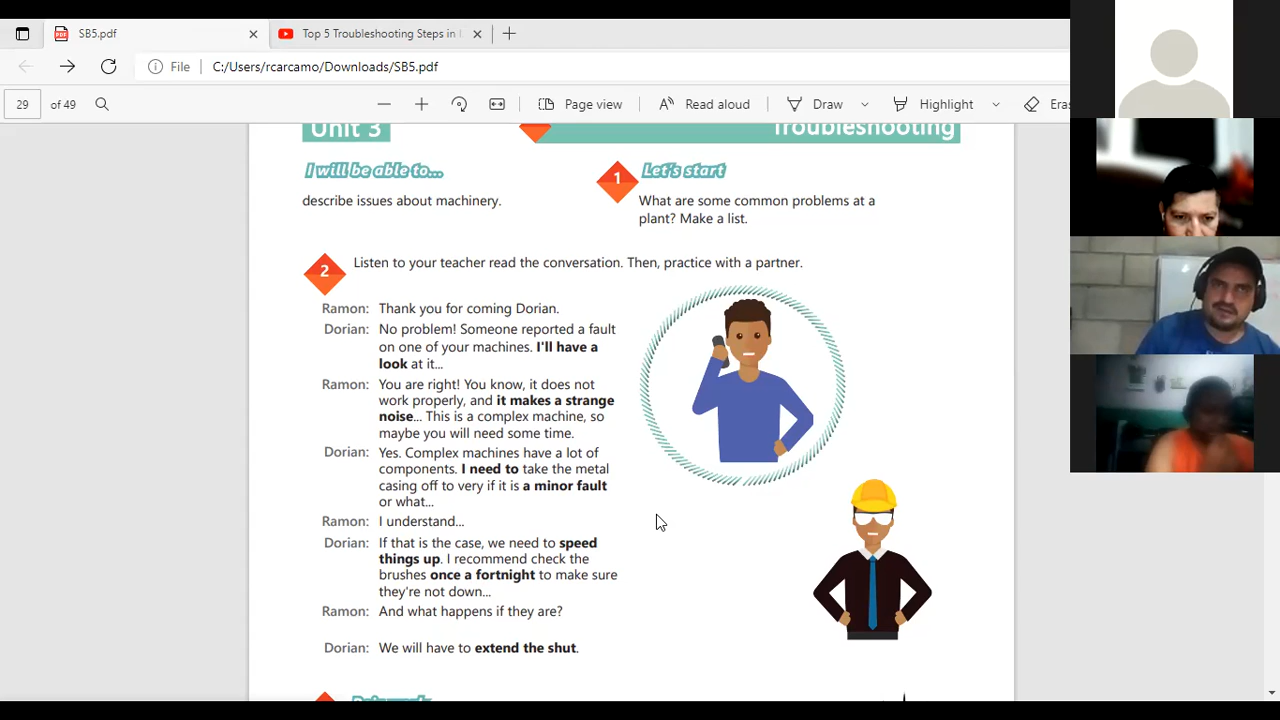 SB5.pdf
Top 5 Troubleshooting Steps in
File
C:/Users/rcarcamo/Downloads/SB5.pdf
29
of 49
Page view
Read aloud
Draw
Highlight
Unit 3
Troubleshooting
I will be able to...
describe issues about machinery.
1
Let's start
What are some common problems at a
plant? Make a list.
2
Listen to your teacher read the conversation. Then, practice with a partner.
Ramon: Thank you for coming Dorian.
Dorian: No problem! Someone reported a fault
on one of your machines. I'll have a
look at it...
Ramon: You are right! You know, it does not
work properly, and it makes a strange
noise... This is a complex machine, so
maybe you will need some time.
Dorian: Yes. Complex machines have a lot of
components. I need to take the metal
casing off to very if it is a minor fault
or what...
Ramon: I understand...
Dorian: If that is the case, we need to speed
things up. I recommend check the
brushes once a fortnight to make sure
they're not down...
Ramon: And what happens if they are?
Dorian: We will have to extend the shut.